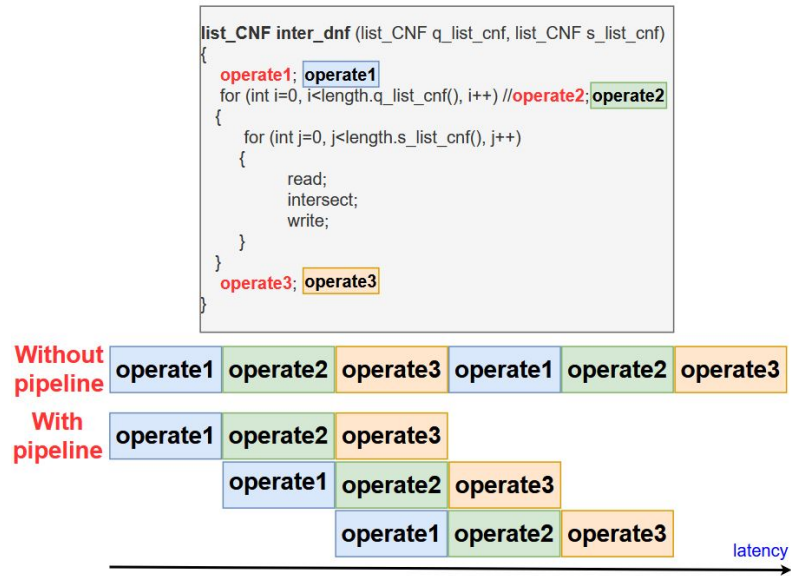 list_CNF inter_dnf (list_CNF q_list_cnf, list_CNF s_list_cnf)
{
operate1; operate1
for (int i=0, i<length.q_list_cnf(), i++) //operate2; operate2
{
for (int j=0, j<length.s_list_cnf(), j++)
{
read;
intersect;
write;
}
}
operate3; operate3
}
Without pipeline operate1 operate2 operate3 operate1 operate2 operate3
With pipeline operate1 operate2 operate3
operate1 operate2 operate3
operate1 operate2 operate3
latency